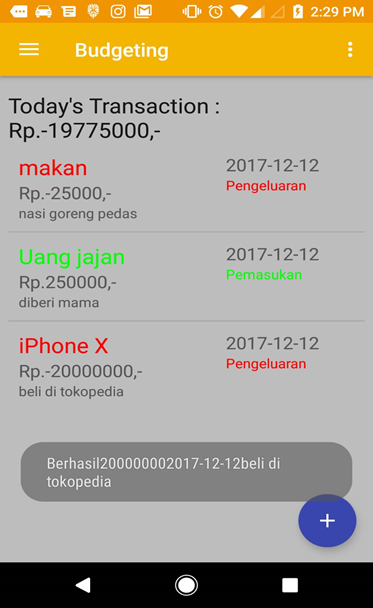 2:29 PM
Budgeting
Today's Transaction :
Rp.-19775000,-
makan
2017-12-12
Rp.-25000,-
Pengeluaran
nasi goreng pedas
Uang jajan
2017-12-12
Rp.250000,-
Pemasukan
diberi mama
iPhone X
2017-12-12
Rp.-20000000,-
Pengeluaran
beli di tokopedia
Berhasil200000002017-12-12beli di
tokopedia